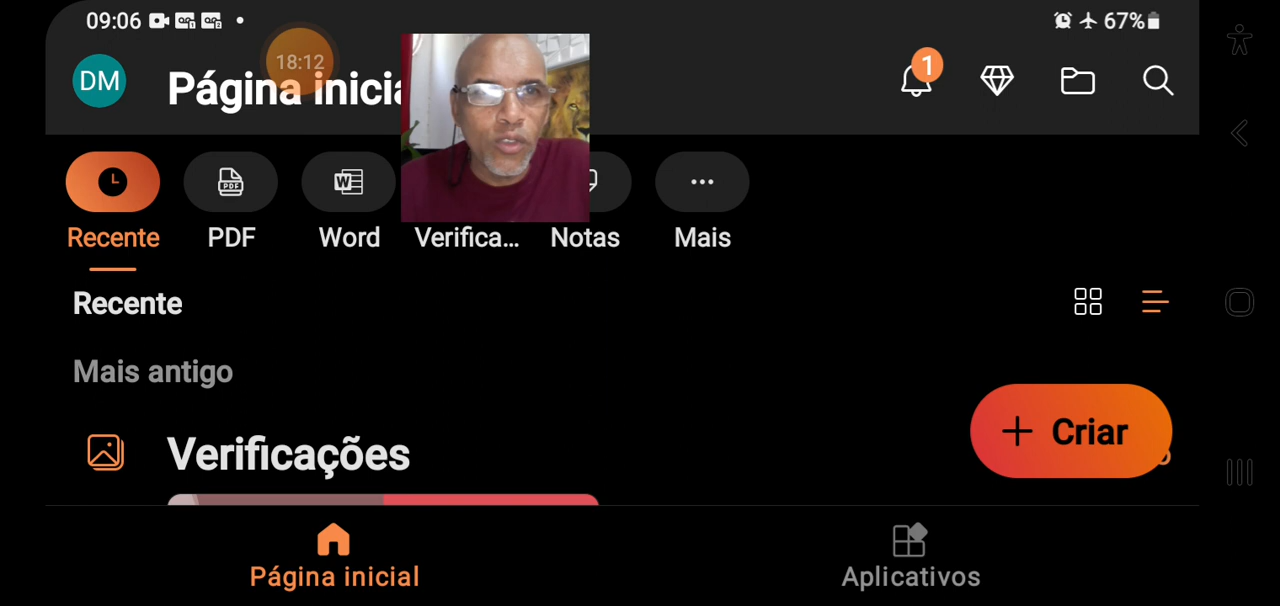 09:06
67%
18:12
DM
Página inicia
1
PDF
W
Recente
PDF
Word
Verifica...
Notas
Mais
Recente
Mais antigo
+ Criar
Verificações
Página inicial
Aplicativos